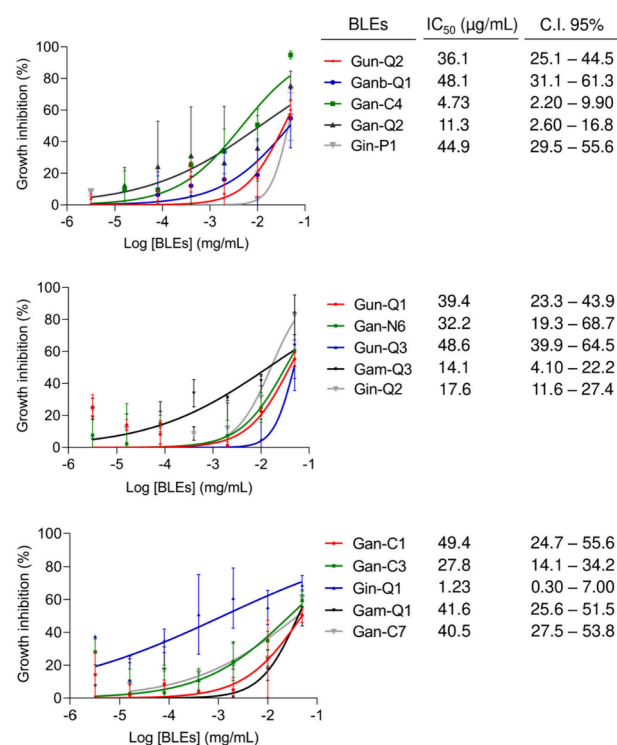 BLEs IC50 (μg/mL) C.I. 95%
Gun-Q2 36.1 25.1 – 44.5
Ganb-Q1 48.1 31.1 – 61.3
Gan-C4 4.73 2.20 – 9.90
Gan-Q2 11.3 2.60 – 16.8
Gin-P1 44.9 29.5 – 55.6
Growth inhibition (%)
100
80
60
40
20
0
-6 -5 -4 -3 -2 -1
Log [BLEs] (mg/mL)
Gun-Q1 39.4 23.3 – 43.9
Gan-N6 32.2 19.3 – 68.7
Gun-Q3 48.6 39.9 – 64.5
Gam-Q3 14.1 4.10 – 22.2
Gin-Q2 17.6 11.6 – 27.4
Growth inhibition (%)
100
80
60
40
20
0
-6 -5 -4 -3 -2 -1
Log [BLEs] (mg/mL)
Gan-C1 49.4 24.7 – 55.6
Gan-C3 27.8 14.1 – 34.2
Gin-Q1 1.23 0.30 – 7.00
Gam-Q1 41.6 25.6 – 51.5
Gan-C7 40.5 27.5 – 53.8
Growth inhibition (%)
100
80
60
40
20
0
-6 -5 -4 -3 -2 -1
Log [BLEs] (mg/mL)